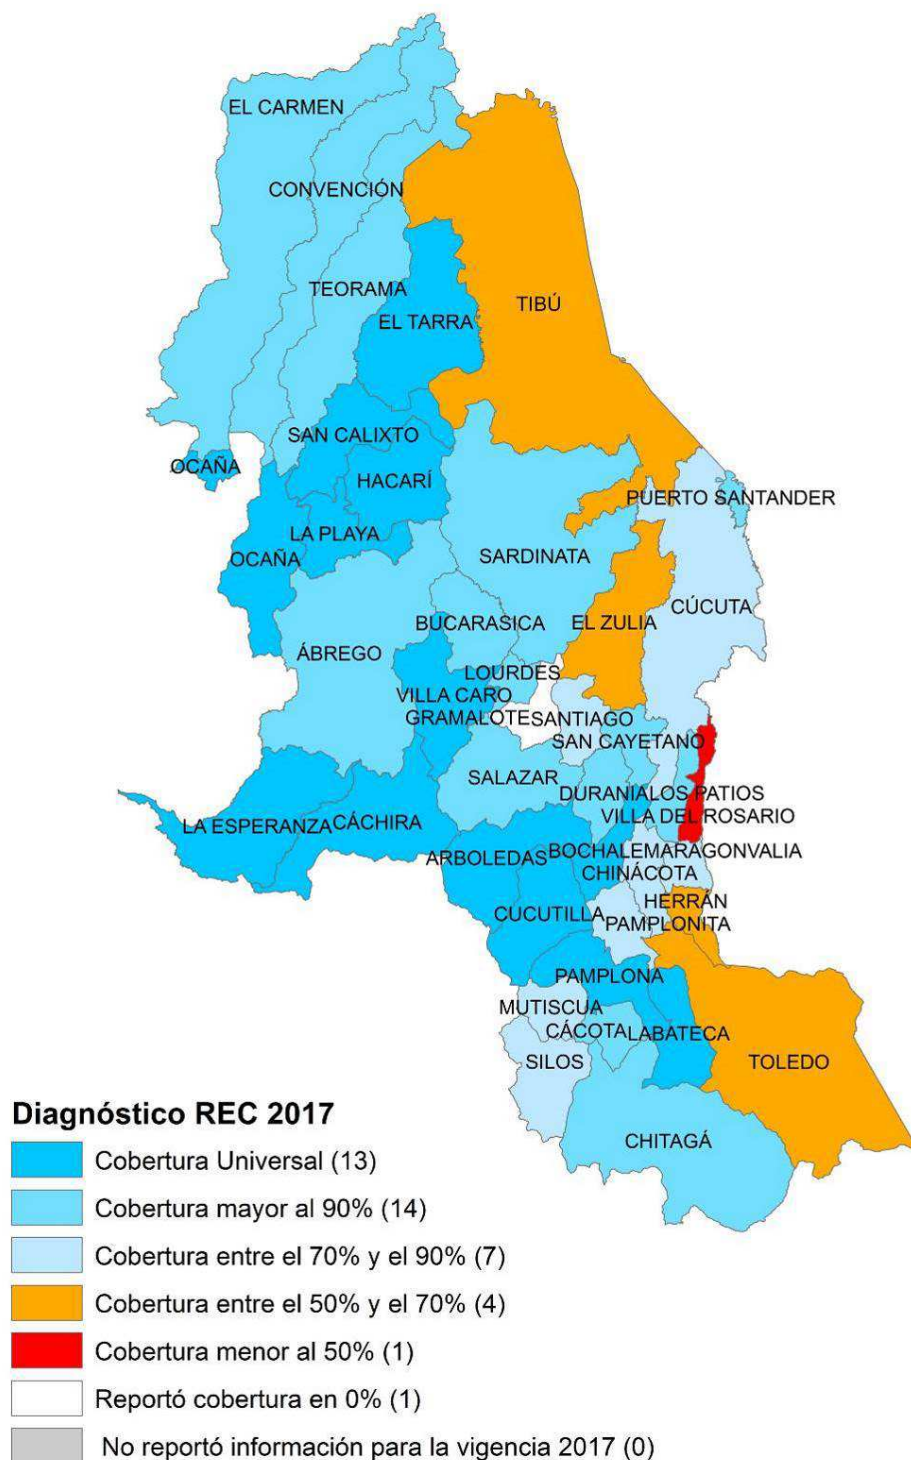 EL CARMEN
CONVENCIÓN
TEORAMA
TIBÚ
EL TARRA
SAN CALIXTO
OCAÑA
HACARÍ
PUERTO SANTANDER
LA PLAYA
OCAÑA
SARDINATA
CÚCUTA
BUCARASICA
EL ZULIA
ÁBREGO
LOURDES
VILLA CARO
GRAMALOTE
SANTIAGO
SAN CAYETANO
SALAZAR
DURANIA
LOS PATIOS
VILLA DEL ROSARIO
LA ESPERANZA
CÁCHIRA
ARBOLEDAS
BOCHALEMA
RAGONVALIA
CHINÁCOTA
HERRÁN
CUCUTILLA
PAMPLONITA
PAMPLONA
MUTISCUA
CÁCOTA
LABATECA
SILOS
TOLEDO
CHITAGÁ
Diagnóstico REC 2017
Cobertura Universal (13)
Cobertura mayor al 90% (14)
Cobertura entre el 70% y el 90% (7)
Cobertura entre el 50% y el 70% (4)
Cobertura menor al 50% (1)
Reportó cobertura en 0% (1)
No reportó información para la vigencia 2017 (0)